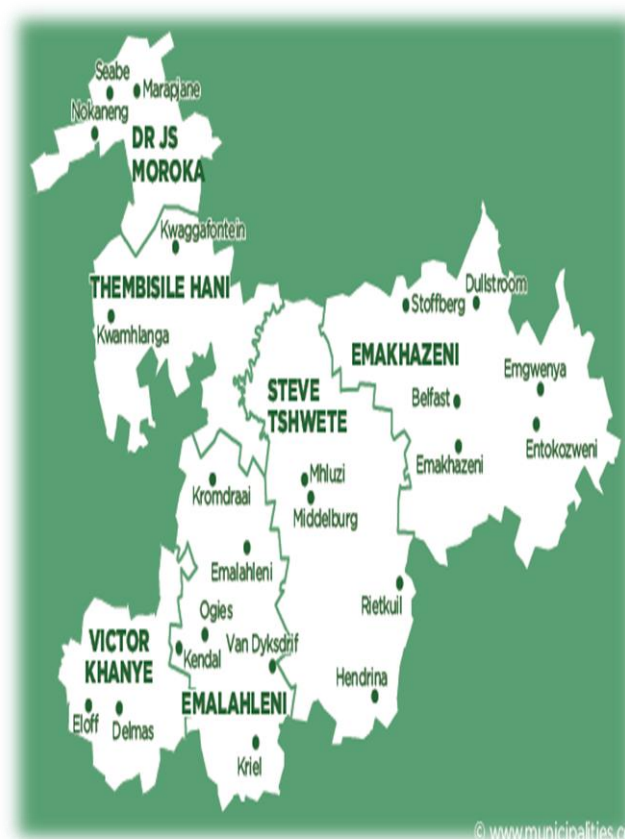 Seabe
Marapjane
Nokaneng
DR JS
MOROKA
Kwaggafontein
THEMBISILE HANI
Kwamhlanga
Dullstroom
Stoffberg
EMAKHAZENI
Emgwenya
Belfast
STEVE
TSHWETE
Entokozweni
Emakhazeni
Mhluzi
Kromdraai
Middelburg
Emalahleni
Rietkuil
Ogies
VICTOR
KHANYE
Van Dyksdrif
Kendal
Hendrina
EMALAHLENI
Eloff
Delmas
Kriel
© www.municipalities.c